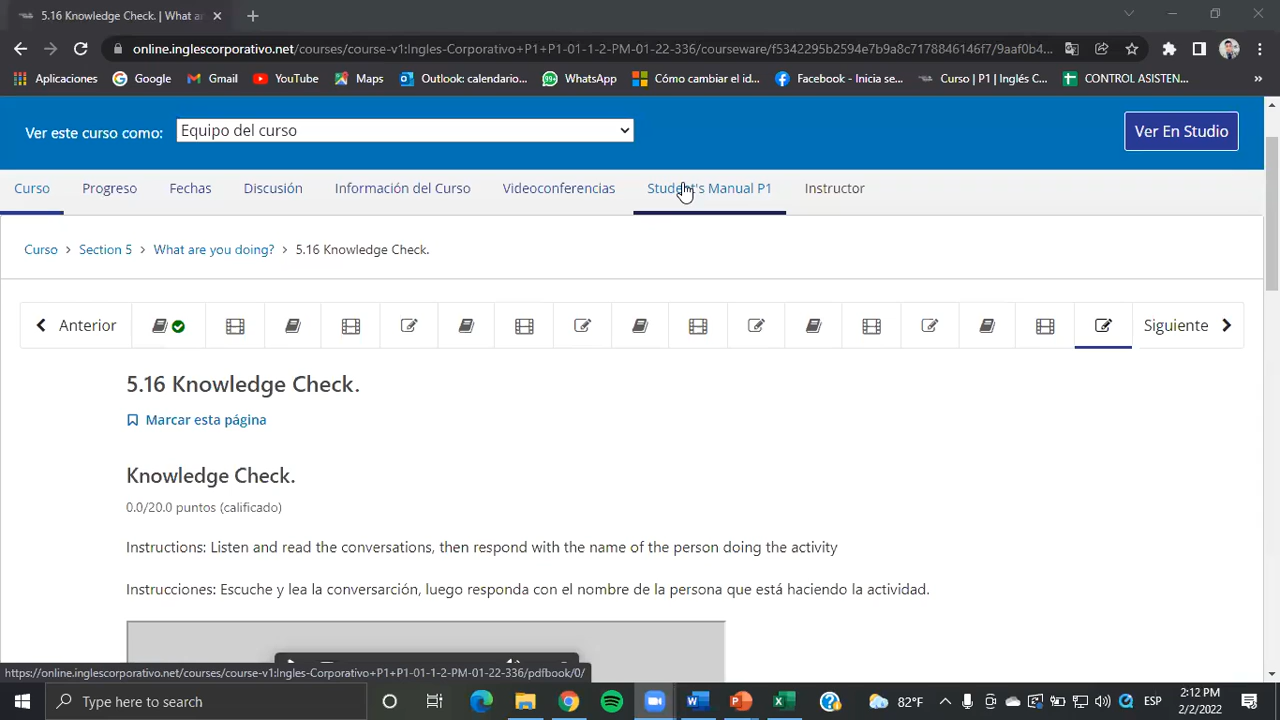 5.16 Knowledge Check. | What ar
online.inglescorporativo.net/courses/course-v1:Ingles-Corporativo+P1+P1-01-1-2-PM-01-22-336/courseware/f5342295b2594e7b9a8c7178846146f7/9aaf0b4...
Aplicaciones Google Gmail YouTube Maps Outlook: calendario... WhatsApp Cómo cambiar el id... Facebook - Inicia se... Curso | P1 | Inglés C... CONTROL ASISTEN... »
Ver este curso como: Equipo del curso Ver En Studio
Curso Progreso Fechas Discusión Información del Curso Videoconferencias Student's Manual P1 Instructor
Curso > Section 5 > What are you doing? > 5.16 Knowledge Check.
Anterior Siguiente
5.16 Knowledge Check.
Marcar esta página
Knowledge Check.
0.0/20.0 puntos (calificado)
Instructions: Listen and read the conversations, then respond with the name of the person doing the activity
Instrucciones: Escuche y lea la conversarción, luego responda con el nombre de la persona que está haciendo la actividad.
https://online.inglescorporativo.net/courses/course-v1:Ingles-Corporativo+P1+P1-01-1-2-PM-01-22-336/pdfbook/0/
Type here to search 82°F ESP 2:12 PM
2/2/2022